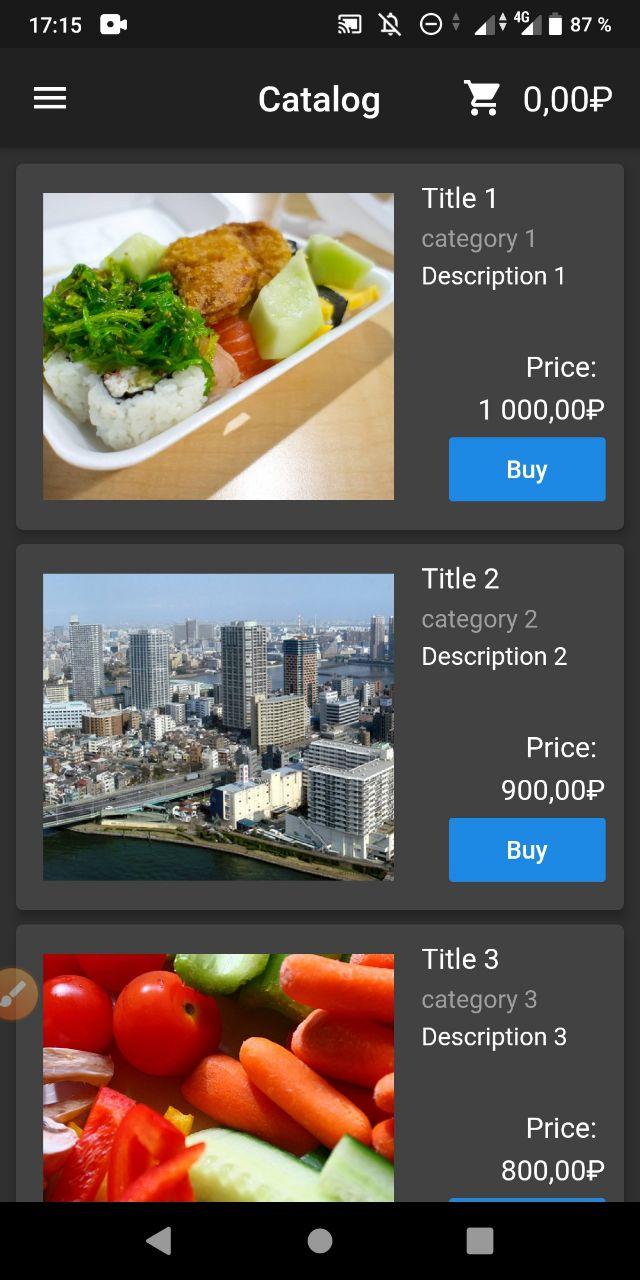 17:15
4G
87 %
Catalog
0,00₽
Title 1
category 1
Description 1
Price:
1 000,00₽
Buy
Title 2
category 2
Description 2
Price:
900,00₽
Buy
Title 3
category 3
Description 3
Price:
800,00₽